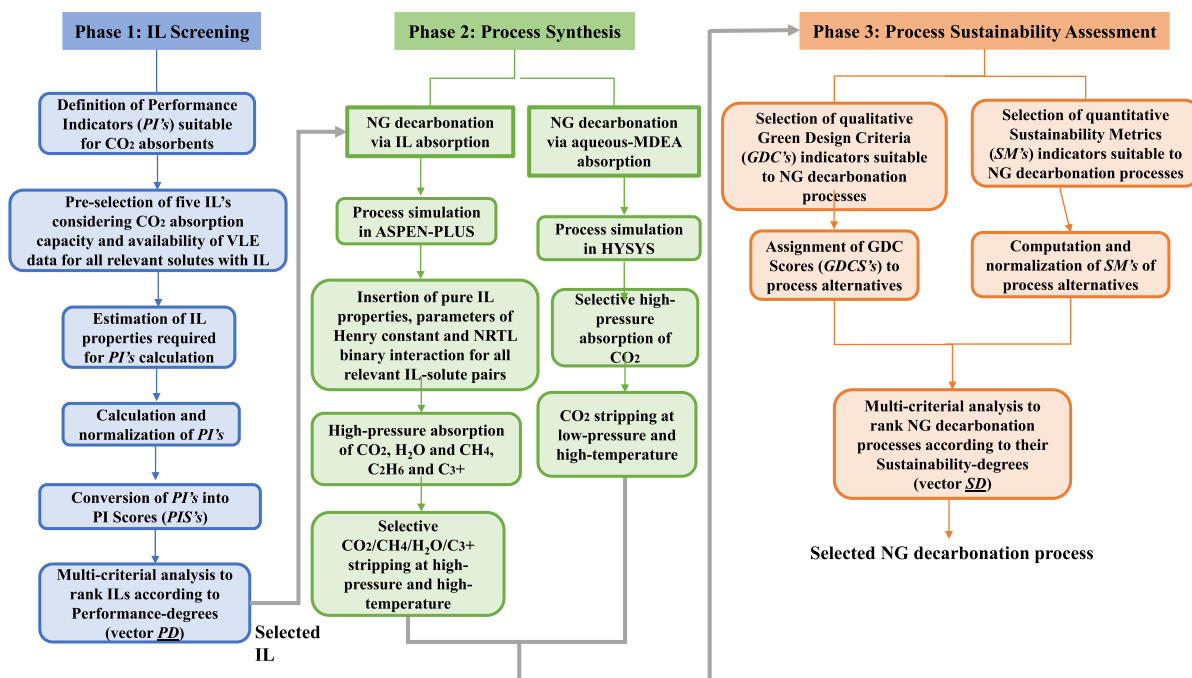 Phase 1: IL Screening
Definition of Performance
Indicators (PI's) suitable
for CO2 absorbents
Pre-selection of five IL's
considering CO2 absorption
capacity and availability of VLE
data for all relevant solutes with IL
Estimation of IL
properties required
for PI's calculation
Calculation and
normalization of PI's
Conversion of PI's into
PI Scores (PIS's)
Multi-criterial analysis to
rank ILs according to
Performance-degrees
(vector PD)
Selected
IL
Phase 2: Process Synthesis
NG decarbonation
via IL absorption
Process simulation
in ASPEN-PLUS
Insertion of pure IL
properties, parameters of
Henry constant and NRTL
binary interaction for all
relevant IL-solute pairs
High-pressure absorption
of CO2, H2O and CH4,
C2H6 and C3+
Selective
CO2/CH4/H2O/C3+
stripping at high-
pressure and high-
temperature
NG decarbonation
via aqueous-MDEA
absorption
Process simulation
in HYSYS
Selective high-
pressure
absorption of
CO2
CO2 stripping at
low-pressure and
high-temperature
Phase 3: Process Sustainability Assessment
Selection of qualitative
Green Design Criteria
(GDC's) indicators suitable
to NG decarbonation
processes
Assignment of GDC
Scores (GDCS's) to
process alternatives
Selection of quantitative
Sustainability Metrics
(SM's) indicators suitable to
NG decarbonation processes
Computation and
normalization of SM's of
process alternatives
Multi-criterial analysis to
rank NG decarbonation
processes according to their
Sustainability-degrees
(vector SD)
Selected NG decarbonation process